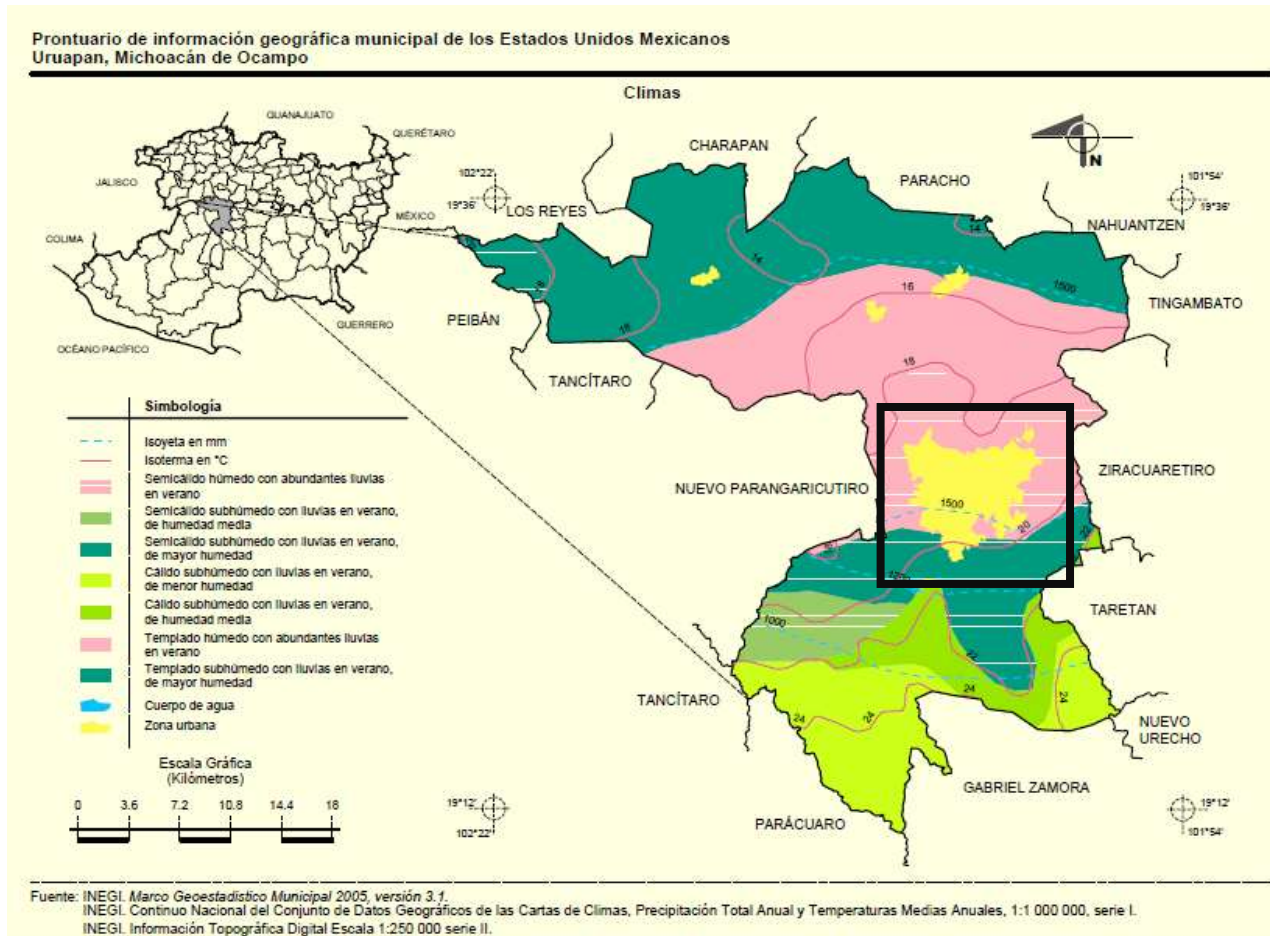 Prontuario de información geográfica municipal de los Estados Unidos Mexicanos
Uruapan, Michoacán de Ocampo
Climas
GUANAJUATO
QUERÉTARO
JALISCO
MÉXICO
COLIMA
GUERRERO
OCÉANO PACÍFICO
N
102°22'
19°36'
101°54'
19°36'
CHARAPAN
PARACHO
LOS REYES
NAHUANTZEN
TINGAMBATO
PEIBÁN
TANCÍTARO
14
14
16
18
1500
16
18
NUEVO PARANGARICUTIRO
ZIRACUARETIRO
1500
20
22
1200
TARETAN
1000
22
24
24
24
24
TANCÍTARO
NUEVO
URECHO
GABRIEL ZAMORA
PARÁCUARO
19°12'
102°22'
19°12'
101°54'
Simbología
Isoyeta en mm
Isoterma en °C
Semicálido húmedo con abundantes lluvias
en verano
Semicálido subhúmedo con lluvias en verano,
de humedad media
Semicálido subhúmedo con lluvias en verano,
de mayor humedad
Cálido subhúmedo con lluvias en verano,
de menor humedad
Cálido subhúmedo con lluvias en verano,
de humedad media
Templado húmedo con abundantes lluvias
en verano
Templado subhúmedo con lluvias en verano,
de mayor humedad
Cuerpo de agua
Zona urbana
Escala Gráfica
(Kilómetros)
0 3.6 7.2 10.8 14.4 18
Fuente: INEGI. Marco Geoestadístico Municipal 2005, versión 3.1.
INEGI. Continuo Nacional del Conjunto de Datos Geográficos de las Cartas de Climas, Precipitación Total Anual y Temperaturas Medias Anuales, 1:1 000 000, serie I.
INEGI. Información Topográfica Digital Escala 1:250 000 serie II.